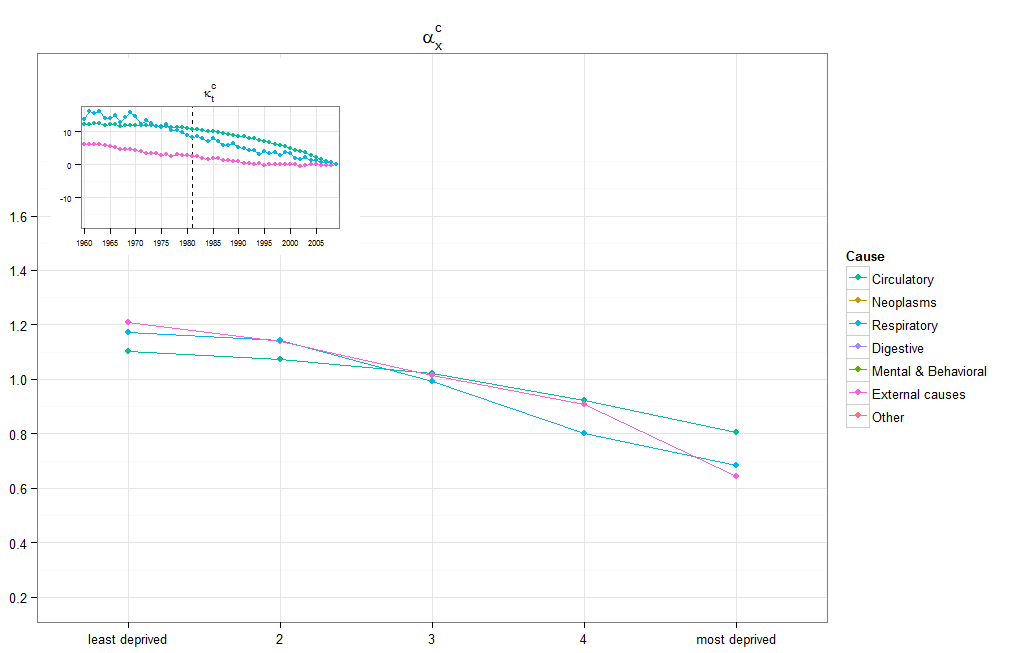 α_x^c
κ_t^c
10
0
-10
1960 1965 1970 1975 1980 1985 1990 1995 2000 2005
1.6
1.4
1.2
1.0
0.8
0.6
0.4
0.2
least deprived 2 3 4 most deprived
Cause
Circulatory
Neoplasms
Respiratory
Digestive
Mental & Behavioral
External causes
Other